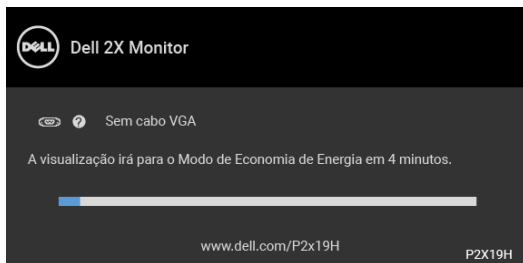 DELL
Dell 2X Monitor
? Sem cabo VGA
A visualização irá para o Modo de Economia de Energia em 4 minutos.
www.dell.com/P2x19H
P2X19H